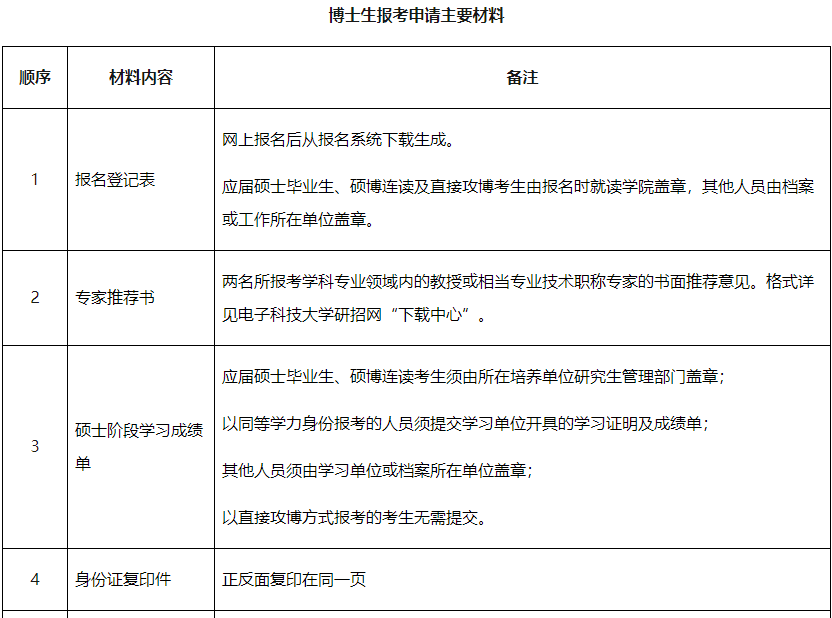 博士生报考申请主要材料
顺序 材料内容 备注
1 报名登记表
网上报名后从报名系统下载生成。
应届硕士毕业生、硕博连读及直接攻博考生由报名时就读学院盖章，其他人员由档案
或工作所在单位盖章。
2 专家推荐书
两名所报考学科专业领域内的教授或相当专业技术职称专家的书面推荐意见。格式详
见电子科技大学研招网“下载中心”。
3 硕士阶段学习成绩
单
应届硕士毕业生、硕博连读考生须由所在培养单位研究生管理部门盖章；
以同等学力身份报考的人员须提交学习单位开具的学习证明及成绩单；
其他人员须由学习单位或档案所在单位盖章；
以直接攻博方式报考的考生无需提交。
4 身份证复印件 正反面复印在同一页